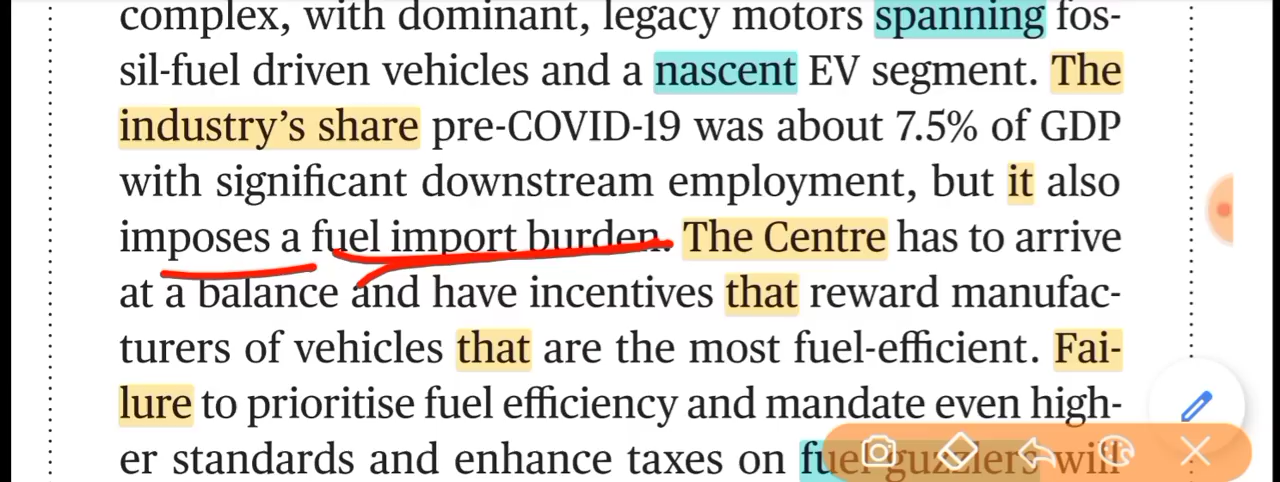 complex, with dominant, legacy motors spanning fos-
sil-fuel driven vehicles and a nascent EV segment. The
industry's share pre-COVID-19 was about 7.5% of GDP
with significant downstream employment, but it also
imposes a fuel import burden. The Centre has to arrive
at a balance and have incentives that reward manufac-
turers of vehicles that are the most fuel-efficient. Fai-
lure to prioritise fuel efficiency and mandate even high-
er standards and enhance taxes on fuel guzzlers will